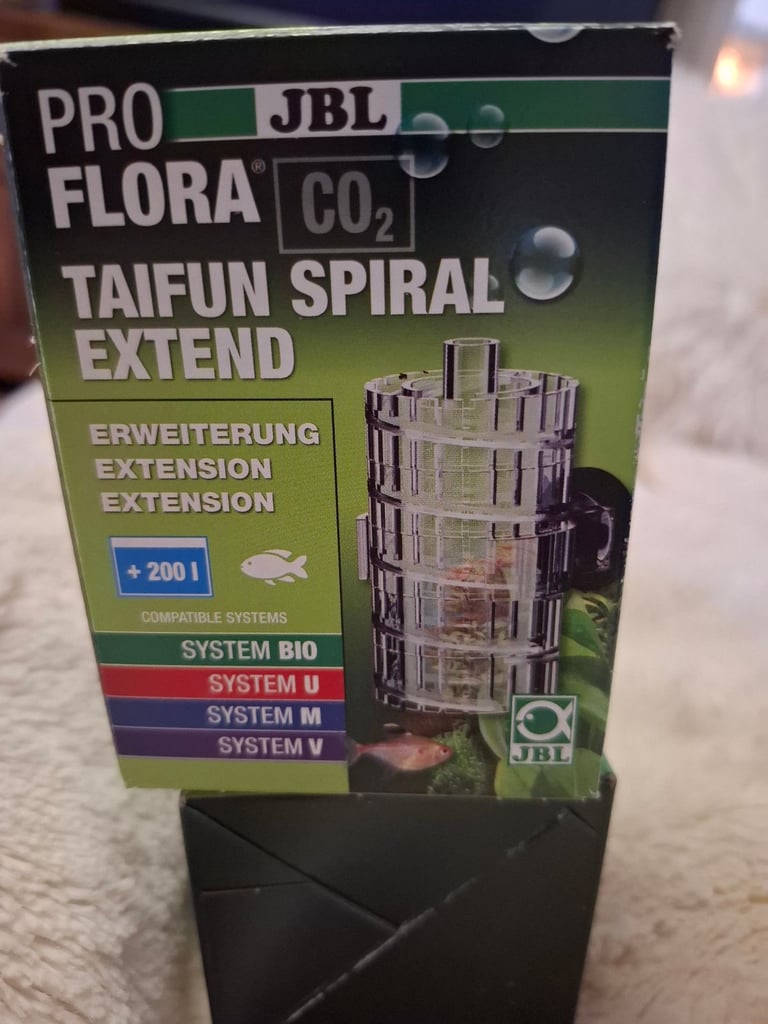 PRO JBL
FLORA® CO₂
TAIFUN SPIRAL
EXTEND
ERWEITERUNG
EXTENSION
EXTENSION
+ 200 l
COMPATIBLE SYSTEMS
SYSTEM BIO
SYSTEM U
SYSTEM M
SYSTEM V
JBL